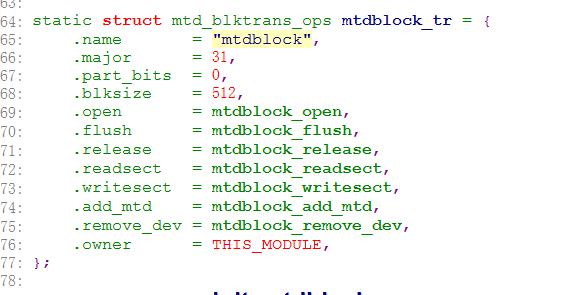 63:
64: static struct mtd_blktrans_ops mtdblock_tr = {
65:     .name       = "mtdblock",
66:     .major      = 31,
67:     .part_bits  = 0,
68:     .blksize    = 512,
69:     .open       = mtdblock_open,
70:     .flush      = mtdblock_flush,
71:     .release    = mtdblock_release,
72:     .readsect   = mtdblock_readsect,
73:     .writesect  = mtdblock_writesect,
74:     .add_mtd    = mtdblock_add_mtd,
75:     .remove_dev = mtdblock_remove_dev,
76:     .owner      = THIS_MODULE,
77: };
78: